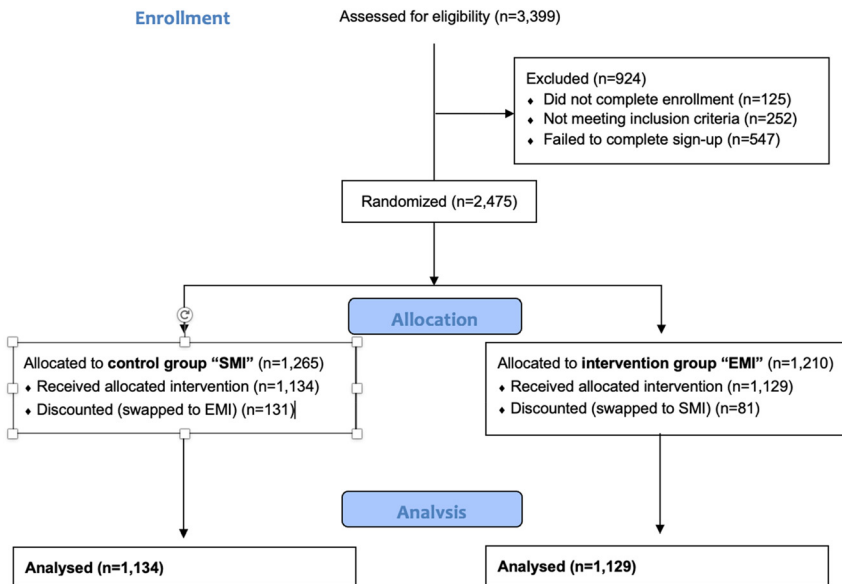 Enrollment
Assessed for eligibility (n=3,399)
Excluded (n=924)
♦ Did not complete enrollment (n=125)
♦ Not meeting inclusion criteria (n=252)
♦ Failed to complete sign-up (n=547)
Randomized (n=2,475)
Allocation
Allocated to control group “SMI” (n=1,265)
♦ Received allocated intervention (n=1,134)
♦ Discounted (swapped to EMI) (n=131)
Allocated to intervention group “EMI” (n=1,210)
♦ Received allocated intervention (n=1,129)
♦ Discounted (swapped to SMI) (n=81)
Analysis
Analysed (n=1,134)
Analysed (n=1,129)